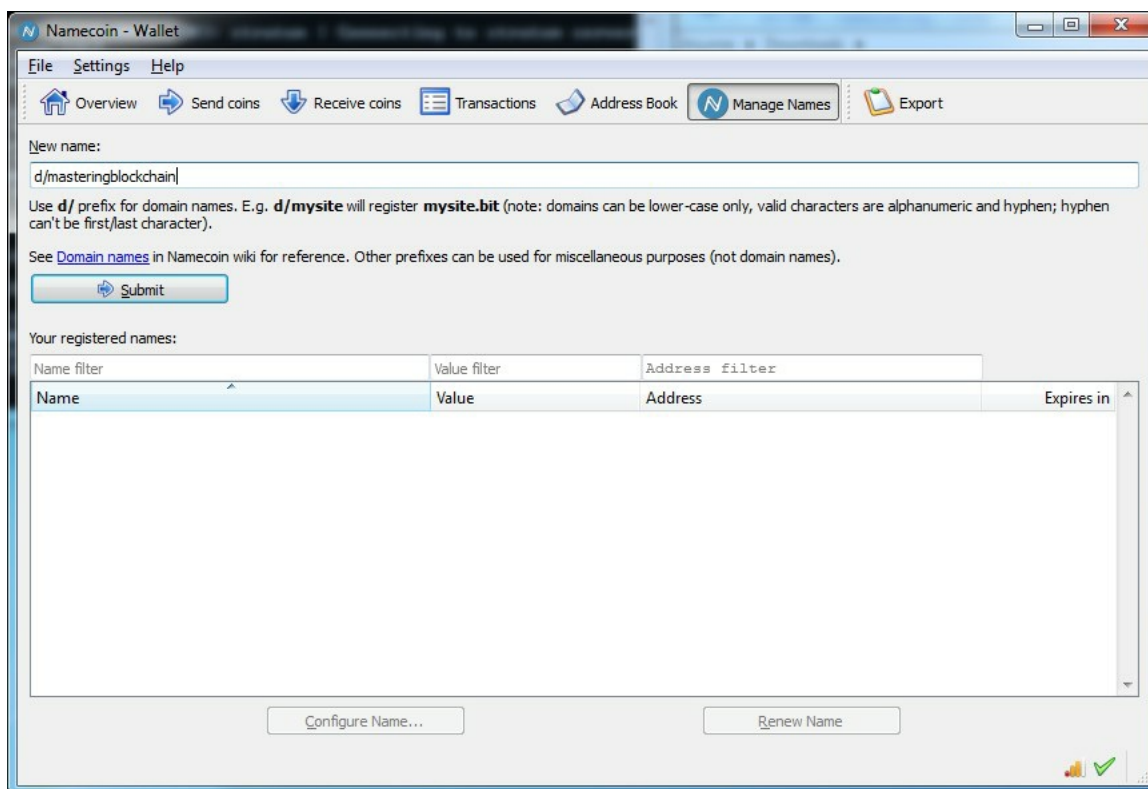 Namecoin - Wallet
File Settings Help
Overview Send coins Receive coins Transactions Address Book Manage Names Export
New name:
d/masteringblockchain
Use d/ prefix for domain names. E.g. d/mysite will register mysite.bit (note: domains can be lower-case only, valid characters are alphanumeric and hyphen; hyphen
can't be first/last character).
See Domain names in Namecoin wiki for reference. Other prefixes can be used for miscellaneous purposes (not domain names).
Submit
Your registered names:
Name filter Value filter Address filter
Name Value Address Expires in
Configure Name... Renew Name